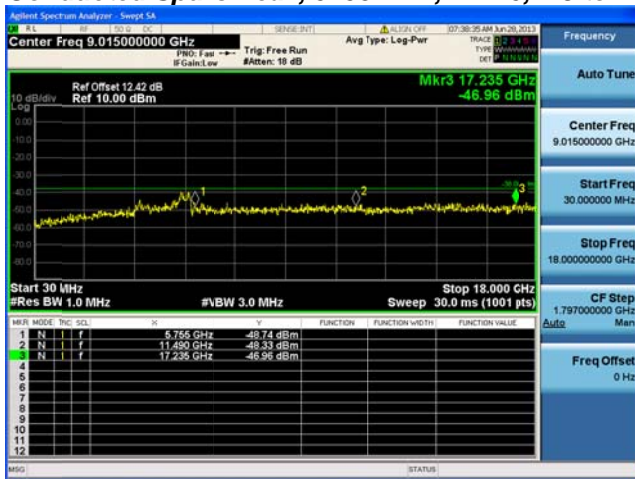 Agilent Spectrum Analyzer - Swept SA
RL RF 50 Ω DC SENSE:INT ALIGN OFF 07:38:35 AM Jun 28, 2013
Center Freq 9.015000000 GHz Avg Type: Log-Pwr TRACE 1 2 3 4 5 6
PNO: Fast Trig: Free Run TYPE
IFGain:Low #Atten: 18 dB DET P N N N N N
Frequency
Auto Tune
Mkr3 17.235 GHz
Ref Offset 12.42 dB
10 dB/div Ref 10.00 dBm -46.96 dBm
Log
0.00
-10.0
-20.0
-30.0
-40.0
-50.0
-60.0
-70.0
-80.0
1
2
3
Center Freq
9.015000000 GHz
Start Freq
30.000000 MHz
Stop Freq
18.000000000 GHz
Start 30 MHz Stop 18.000 GHz
#Res BW 1.0 MHz #VBW 3.0 MHz Sweep 30.0 ms (1001 pts)
CF Step
1.797000000 GHz
Auto Man
MKR MODE TRC SCL X Y FUNCTION FUNCTION WIDTH FUNCTION VALUE
1 N 1 f 5.755 GHz -48.74 dBm
2 N 1 f 11.490 GHz -48.33 dBm
3 N 1 f 17.235 GHz -46.96 dBm
4
5
6
7
8
9
10
11
12
Freq Offset
0 Hz
MSG STATUS